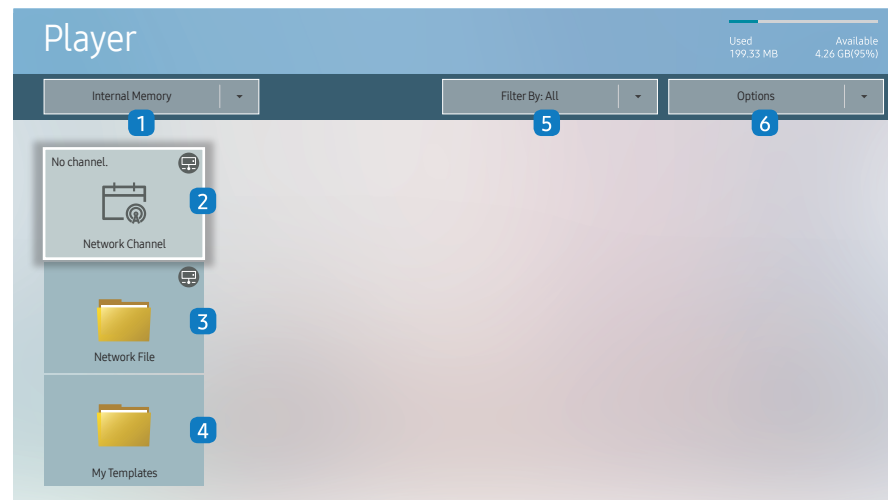 Player
Used Available
199.33 MB 4.26 GB(95%)
Internal Memory Filter By: All Options
1 5 6
No channel.
2
Network Channel
3
Network File
4
My Templates